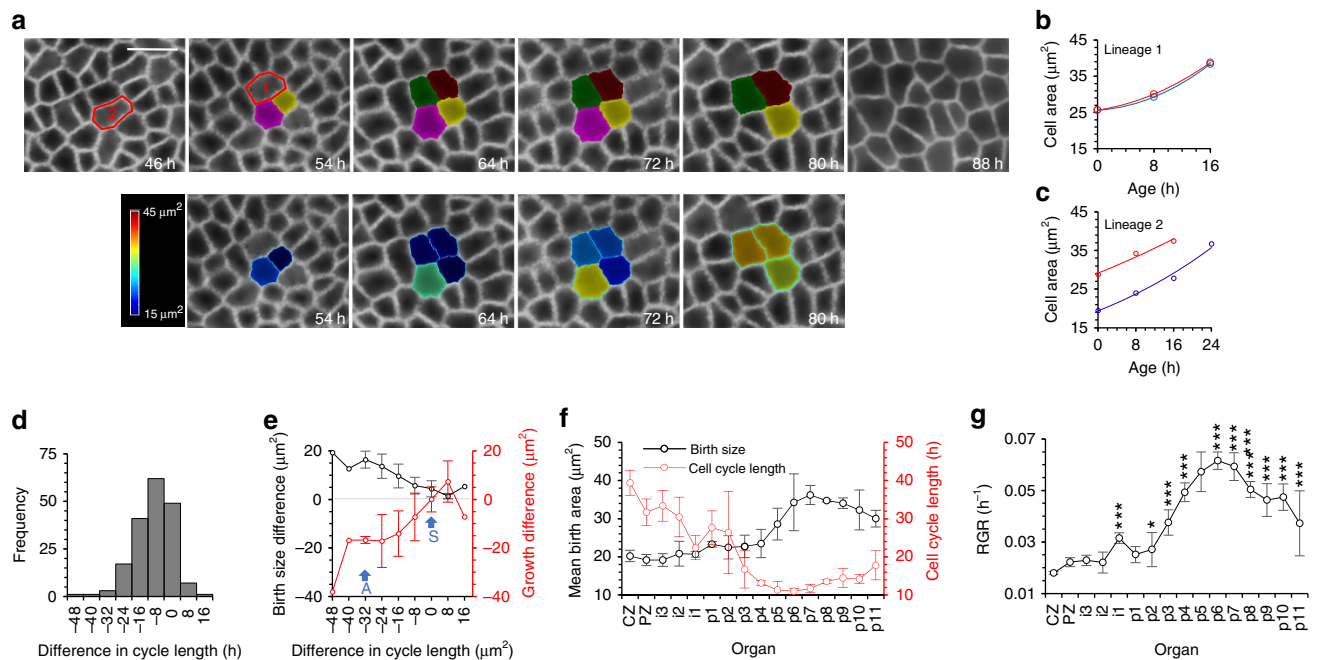 a
2
46 h
1
54 h
64 h
72 h
80 h
88 h
45 µm2
15 µm2
54 h
64 h
72 h
80 h
b
Cell area (µm2)
45
35
25
15
Lineage 1
0
8
16
Age (h)
c
Cell area (µm2)
45
35
25
15
Lineage 2
0
8
16
24
Age (h)
d
Frequency
75
50
25
0
–48
–40
–32
–24
–16
–8
0
8
16
Difference in cycle length (h)
e
Birth size difference (µm2)
20
0
–20
–40
A
S
20
0
–20
–40
Growth difference (µm2)
–48
–40
–32
–24
–16
–8
0
8
16
Difference in cycle length (µm2)
f
Mean birth area (µm2)
50
40
30
20
10
Birth size
Cell cycle length
50
40
30
20
10
Cell cycle length (h)
CZ
PZ
i3
i2
i1
p1
p2
p3
p4
p5
p6
p7
p8
p9
p10
p11
Organ
g
RGR (h–1)
0.07
0.05
0.03
0.01
***
*
***
***
***
***
***
***
***
***
***
CZ
PZ
i3
i2
i1
p1
p2
p3
p4
p5
p6
p7
p8
p9
p10
p11
Organ